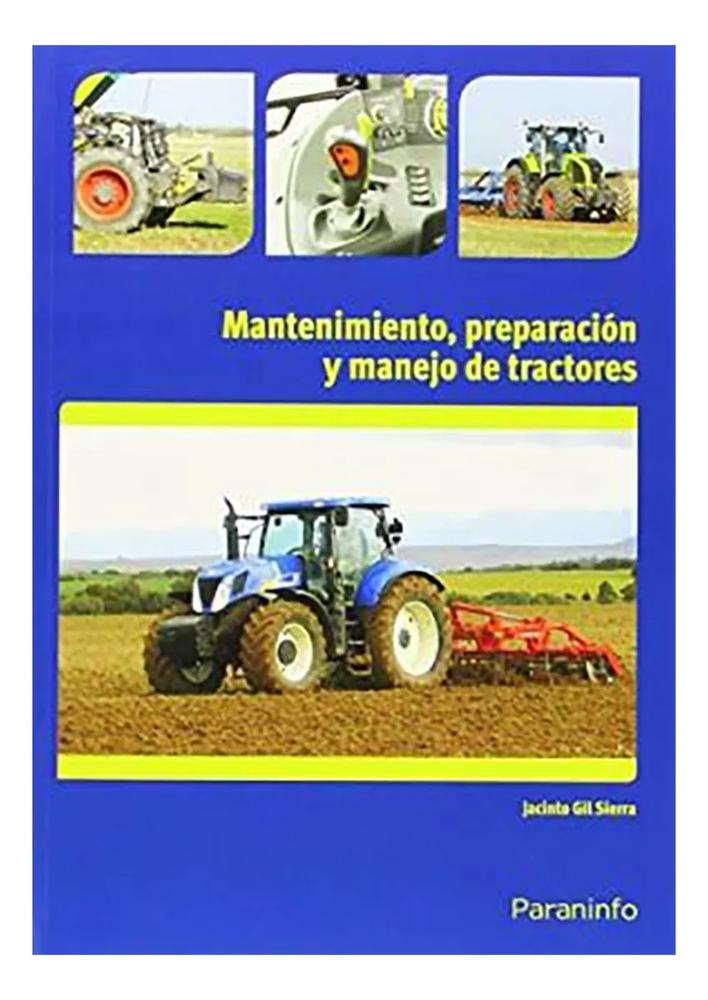 Mantenimiento, preparación
y manejo de tractores
Jacinto Gil Sierra
Paraninfo